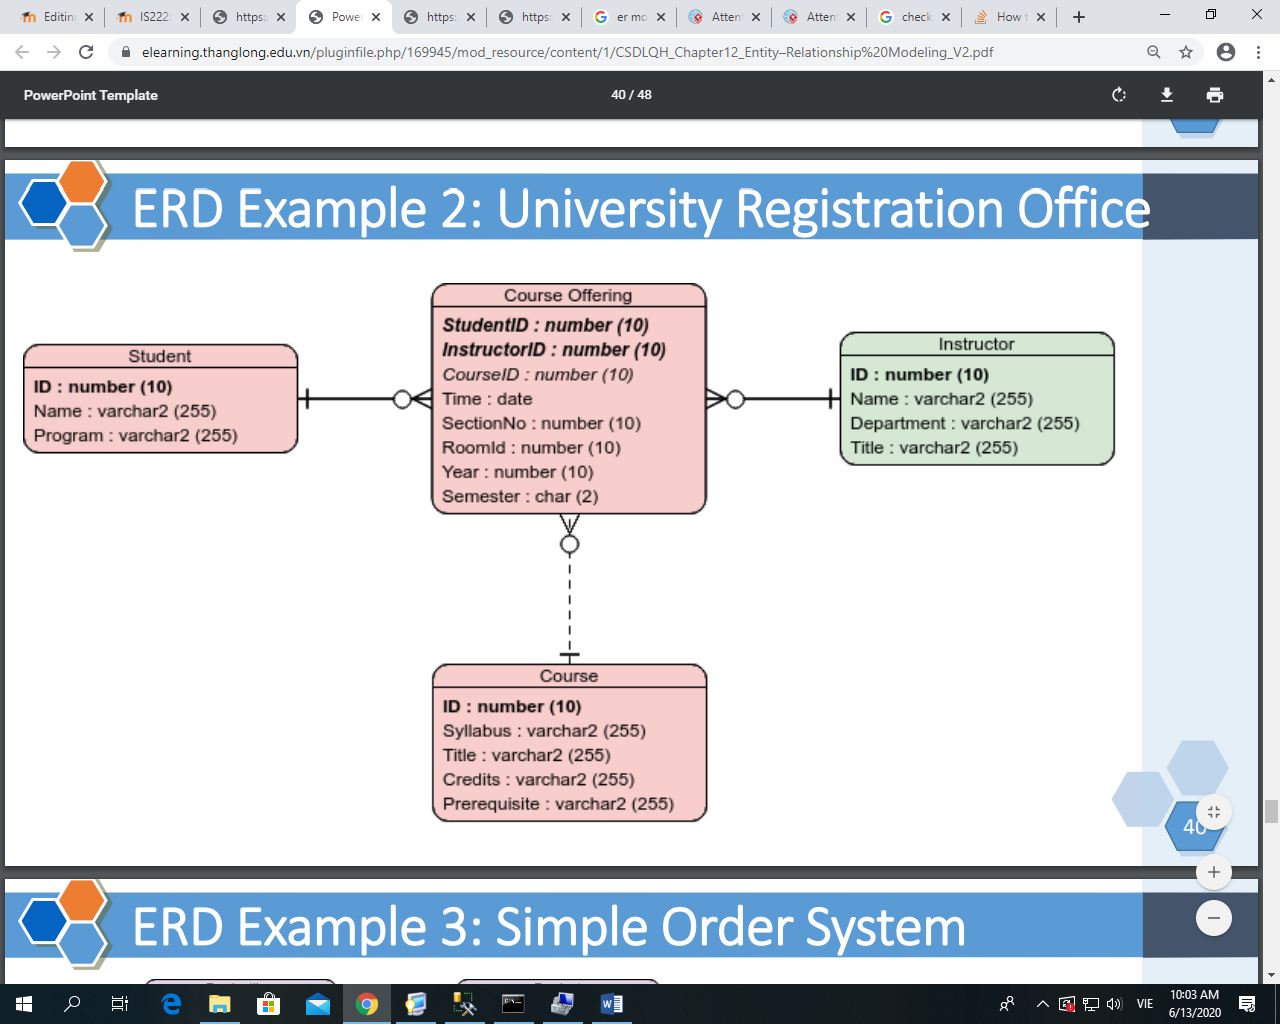 Editin
IS222
https:
Powe
https:
https:
er mo
Atten
Atten
check
How t
elearning.thanglong.edu.vn/pluginfile.php/169945/mod_resource/content/1/CSDLQH_Chapter12_Entity–Relationship%20Modeling_V2.pdf
PowerPoint Template
40 / 48
ERD Example 2: University Registration Office
Course Offering
StudentID : number (10)
InstructorID : number (10)
CourseID : number (10)
Time : date
SectionNo : number (10)
RoomId : number (10)
Year : number (10)
Semester : char (2)
Student
ID : number (10)
Name : varchar2 (255)
Program : varchar2 (255)
Instructor
ID : number (10)
Name : varchar2 (255)
Department : varchar2 (255)
Title : varchar2 (255)
Course
ID : number (10)
Syllabus : varchar2 (255)
Title : varchar2 (255)
Credits : varchar2 (255)
Prerequisite : varchar2 (255)
40
ERD Example 3: Simple Order System
VIE
10:03 AM
6/13/2020